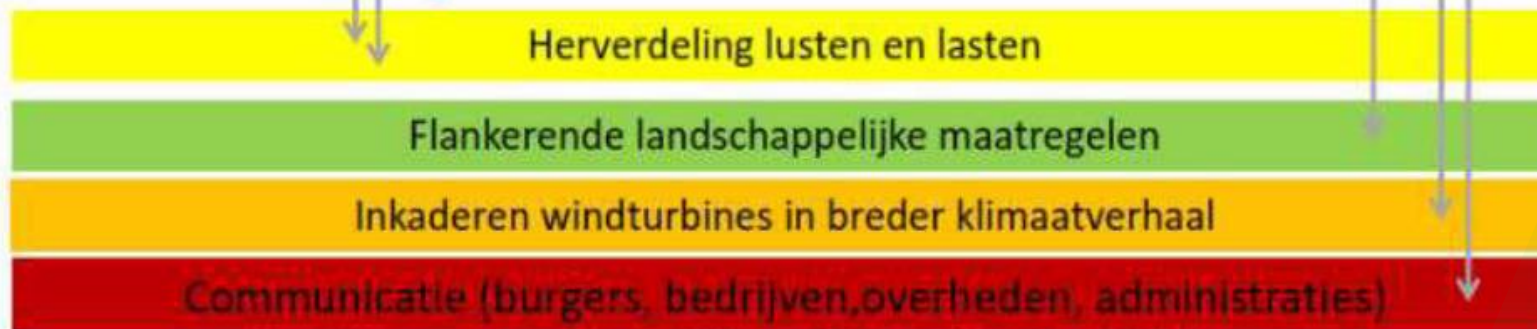 Herverdeling lusten en lasten
Flankerende landschappelijke maatregelen
Inkaderen windturbines in breder klimaatverhaal
Communicatie (burgers, bedrijven,overheden, administraties)